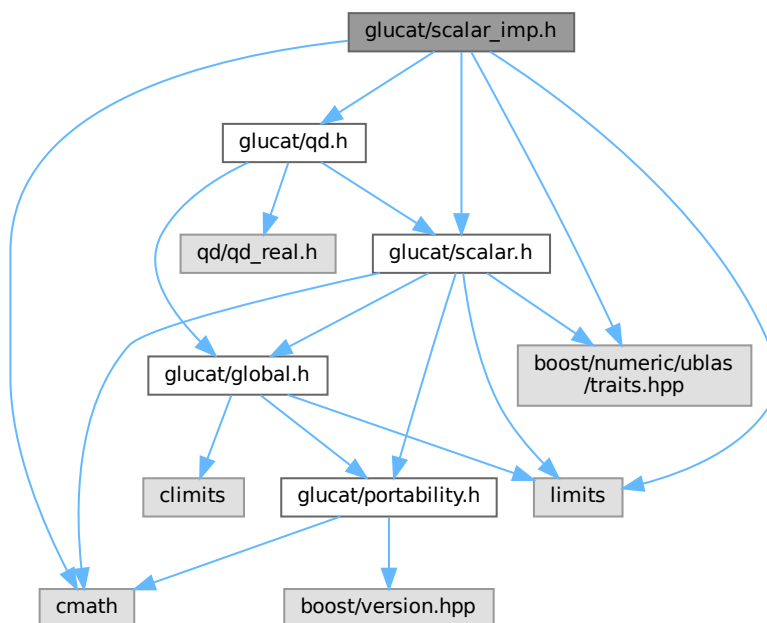 glucat/scalar_imp.h
glucat/qd.h
qd/qd_real.h
glucat/scalar.h
glucat/global.h
boost/numeric/ublas
/traits.hpp
climits
glucat/portability.h
limits
cmath
boost/version.hpp